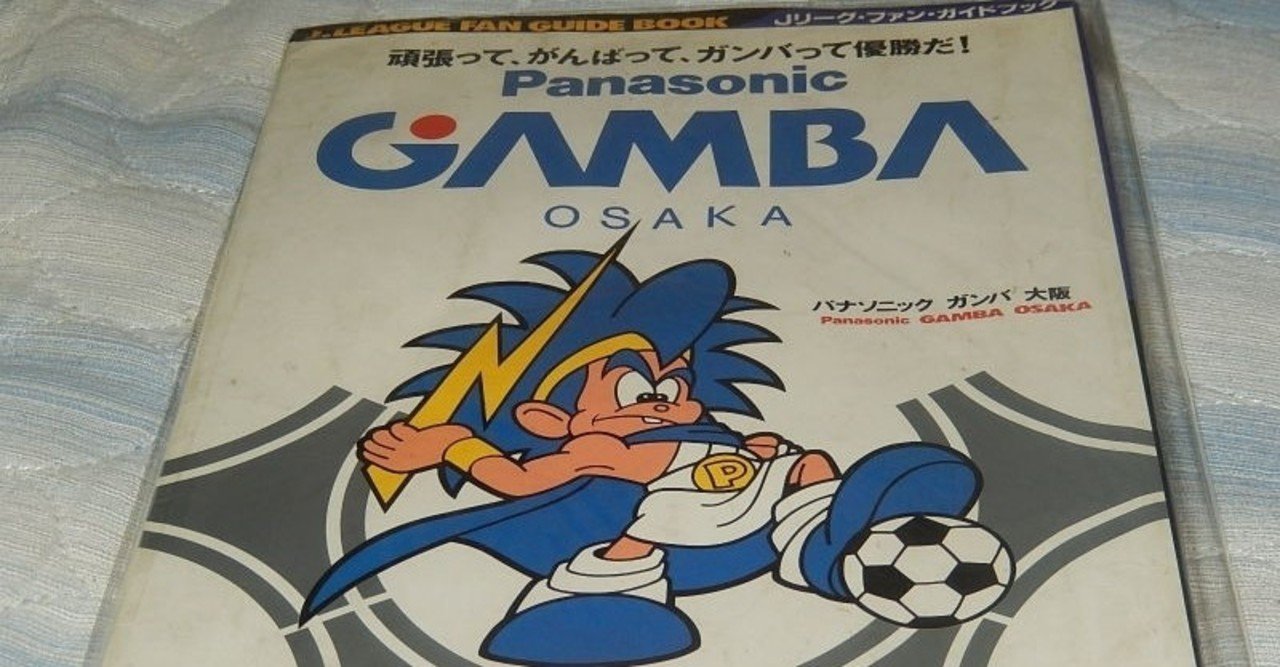 J.LEAGUE FAN GUIDE BOOK Jリーグ・ファン・ガイドブック
頑張って、がんばって、ガンバって優勝だ!
Panasonic
GAMBA
OSAKA
パナソニック ガンバ 大阪
Panasonic GAMBA OSAKA
P